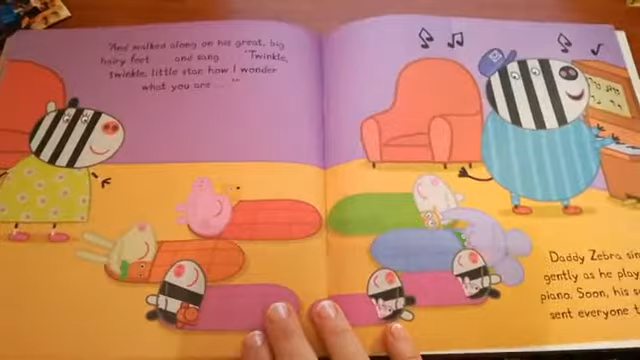 "And walked along on his great, big
hairy feet and sang "Twinkle,
twinkle, little star, how I wonder
what you are ... "
Daddy Zebra sin
gently as he play
piano. Soon, his s
sent everyone t